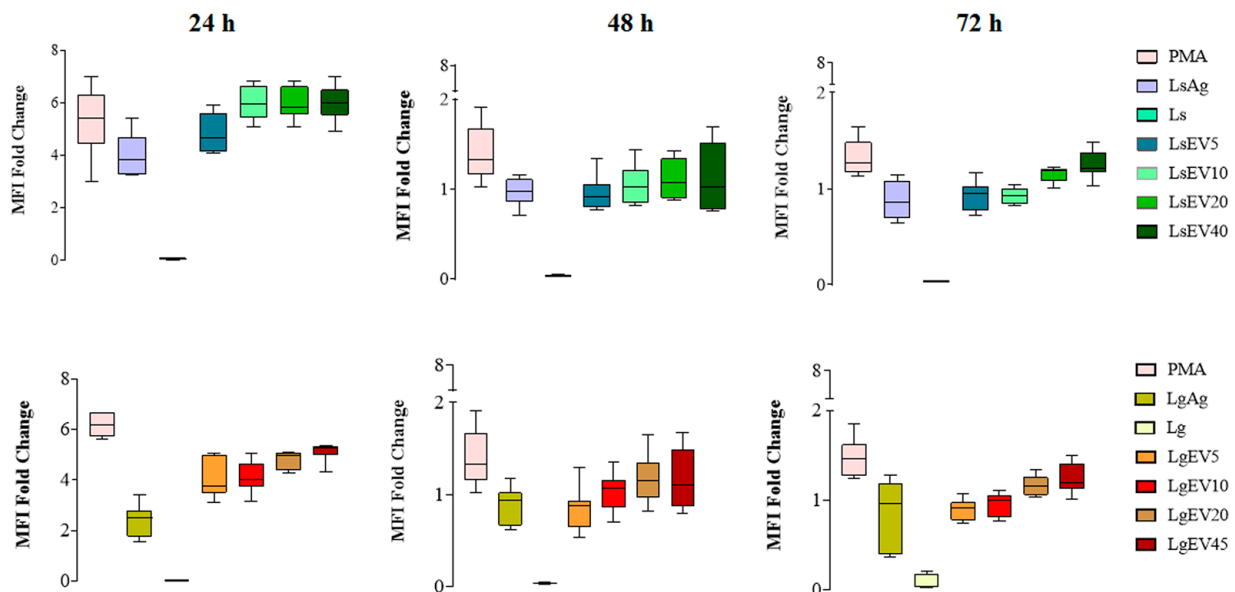 24 h
48 h
72 h
MFI Fold Change
8
6
4
2
0
MFI Fold Change
8
2
1
0
MFI Fold Change
8
2
1
0
PMA
LsAg
Ls
LsEV5
LsEV10
LsEV20
LsEV40
MFI Fold Change
8
6
4
2
0
MFI Fold Change
8
2
1
0
MFI Fold Change
8
2
1
0
PMA
LgAg
Lg
LgEV5
LgEV10
LgEV20
LgEV45